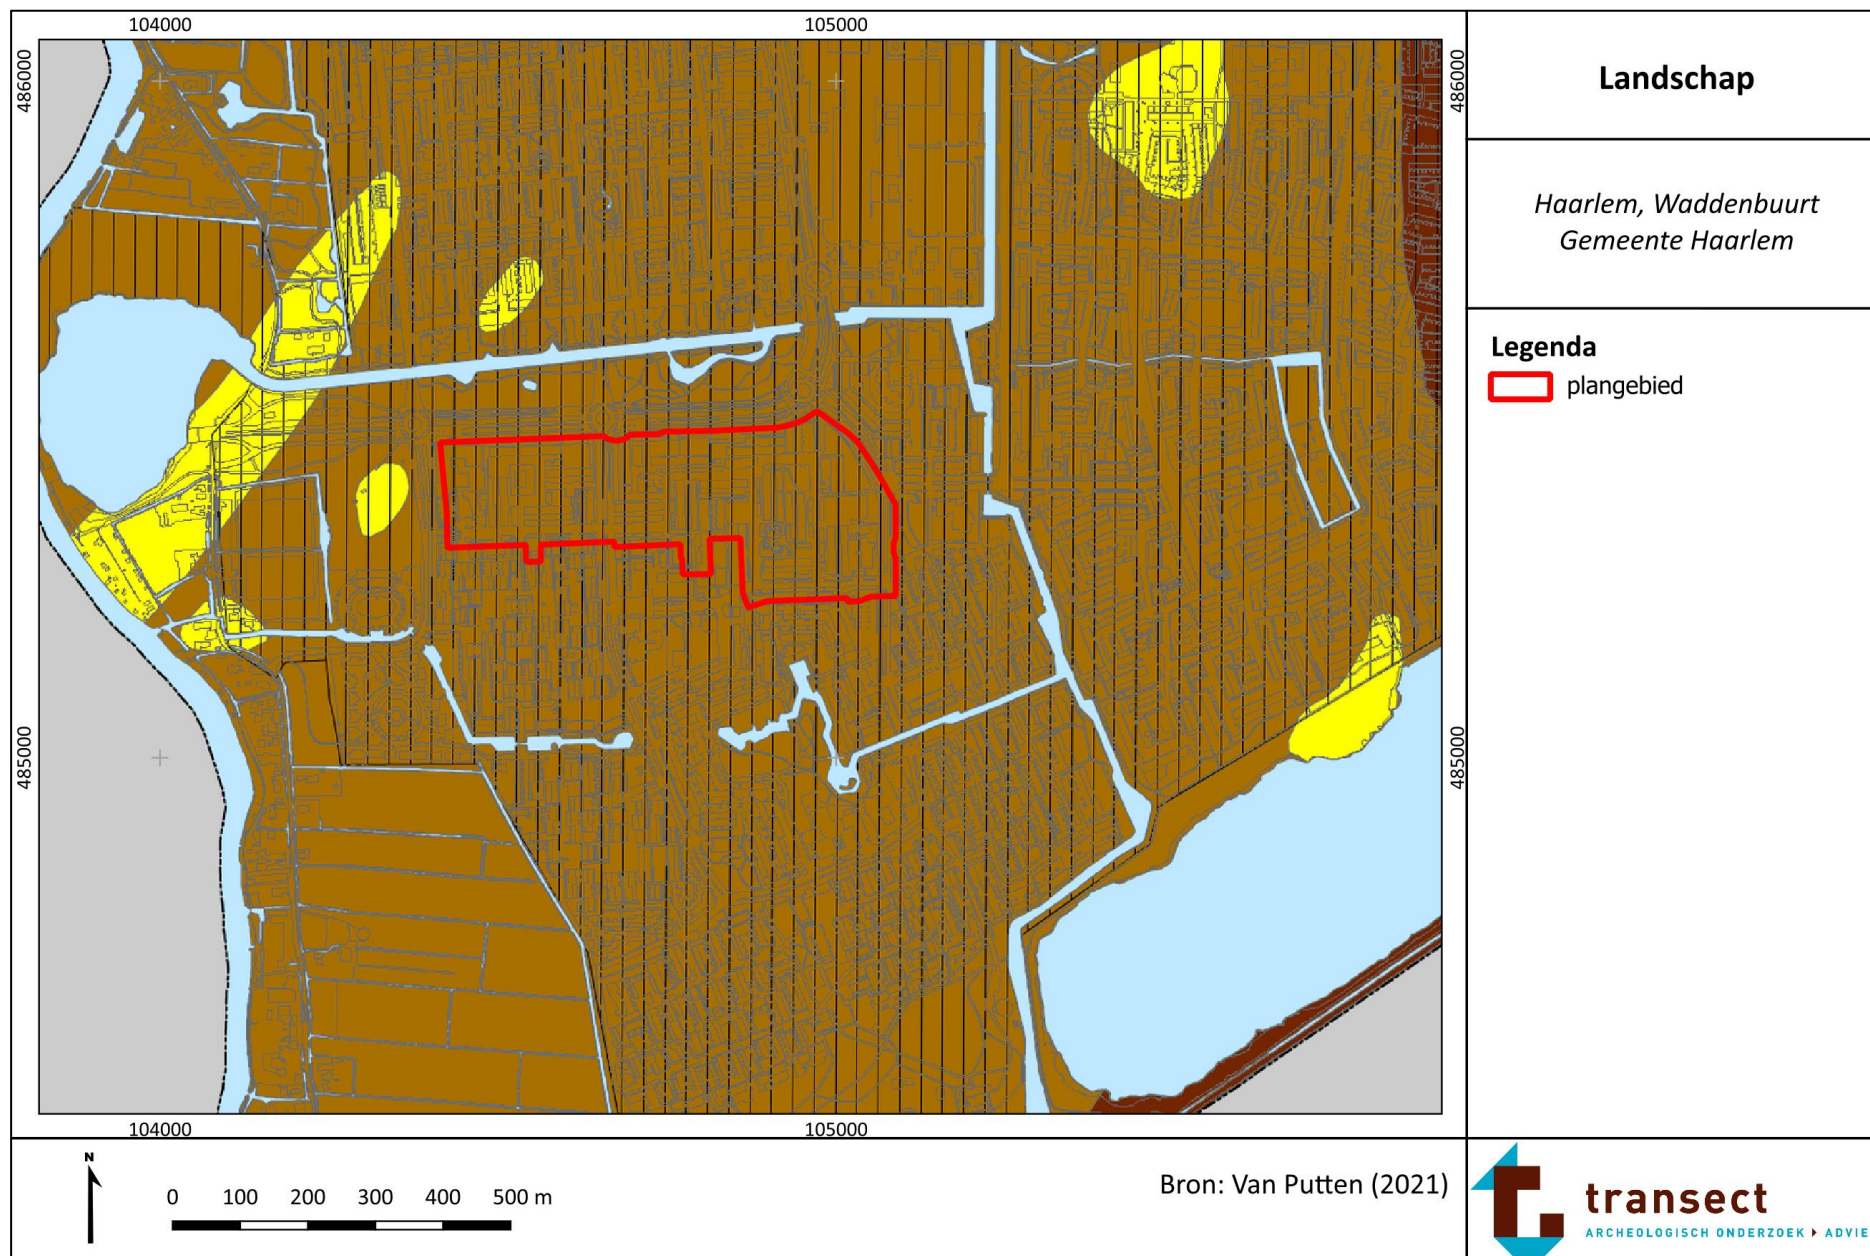 104000
105000
486000
486000
485000
485000
104000
105000
Landschap
Haarlem, Waddenbuurt
Gemeente Haarlem
Legenda
plangebied
N
0 100 200 300 400 500 m
Bron: Van Putten (2021)
transect
ARCHEOLOGISCH ONDERZOEK ADVIE